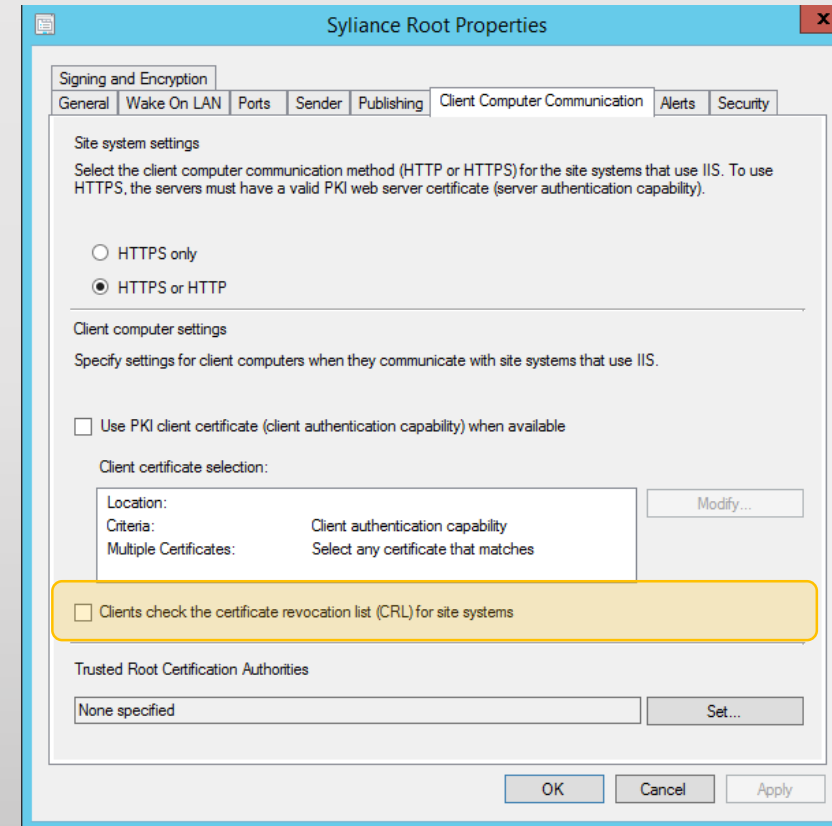 Syliance Root Properties
x
Signing and Encryption
General Wake On LAN Ports Sender Publishing Client Computer Communication Alerts Security
Site system settings
Select the client computer communication method (HTTP or HTTPS) for the site systems that use IIS. To use
HTTPS, the servers must have a valid PKI web server certificate (server authentication capability).
HTTPS only
HTTPS or HTTP
Client computer settings
Specify settings for client computers when they communicate with site systems that use IIS.
Use PKI client certificate (client authentication capability) when available
Client certificate selection:
Location:
Modify...
Criteria: Client authentication capability
Multiple Certificates: Select any certificate that matches
Clients check the certificate revocation list (CRL) for site systems
Trusted Root Certification Authorities
None specified Set...
OK Cancel Apply